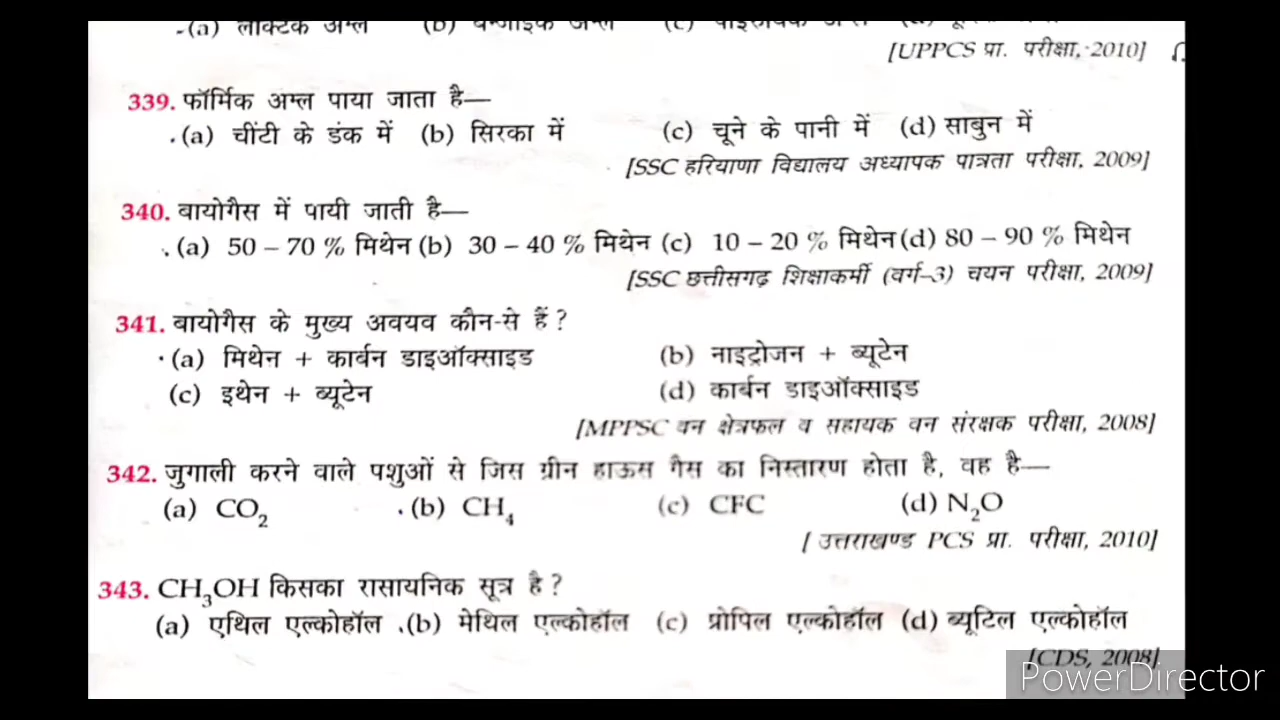 (a) लैक्टिक अम्ल (b) बेन्जोइक अम्ल (c)
[UPPCS प्रा. परीक्षा, 2010]
339. फॉर्मिक अम्ल पाया जाता है—
(a) चींटी के डंक में (b) सिरका में (c) चूने के पानी में (d) साबुन में
[SSC हरियाणा विद्यालय अध्यापक पात्रता परीक्षा, 2009]
340. बायोगैस में पायी जाती है—
(a) 50 – 70 % मिथेन (b) 30 – 40 % मिथेन (c) 10 – 20 % मिथेन (d) 80 – 90 % मिथेन
[SSC छत्तीसगढ़ शिक्षाकर्मी (वर्ग–3) चयन परीक्षा, 2009]
341. बायोगैस के मुख्य अवयव कौन-से हैं ?
(a) मिथेन + कार्बन डाइऑक्साइड (b) नाइट्रोजन + ब्यूटेन
(c) इथेन + ब्यूटेन (d) कार्बन डाइऑक्साइड
[MPPSC वन क्षेत्रफल व सहायक वन संरक्षक परीक्षा, 2008]
342. जुगाली करने वाले पशुओं से जिस ग्रीन हाऊस गैस का निस्तारण होता है, वह है—
(a) CO₂ (b) CH₄ (c) CFC (d) N₂O
[ उत्तराखण्ड PCS प्रा. परीक्षा, 2010]
343. CH₃OH किसका रासायनिक सूत्र है ?
(a) एथिल एल्कोहॉल (b) मेथिल एल्कोहॉल (c) प्रोपिल एल्कोहॉल (d) ब्यूटिल एल्कोहॉल
[CDS, 2008]
PowerDirector